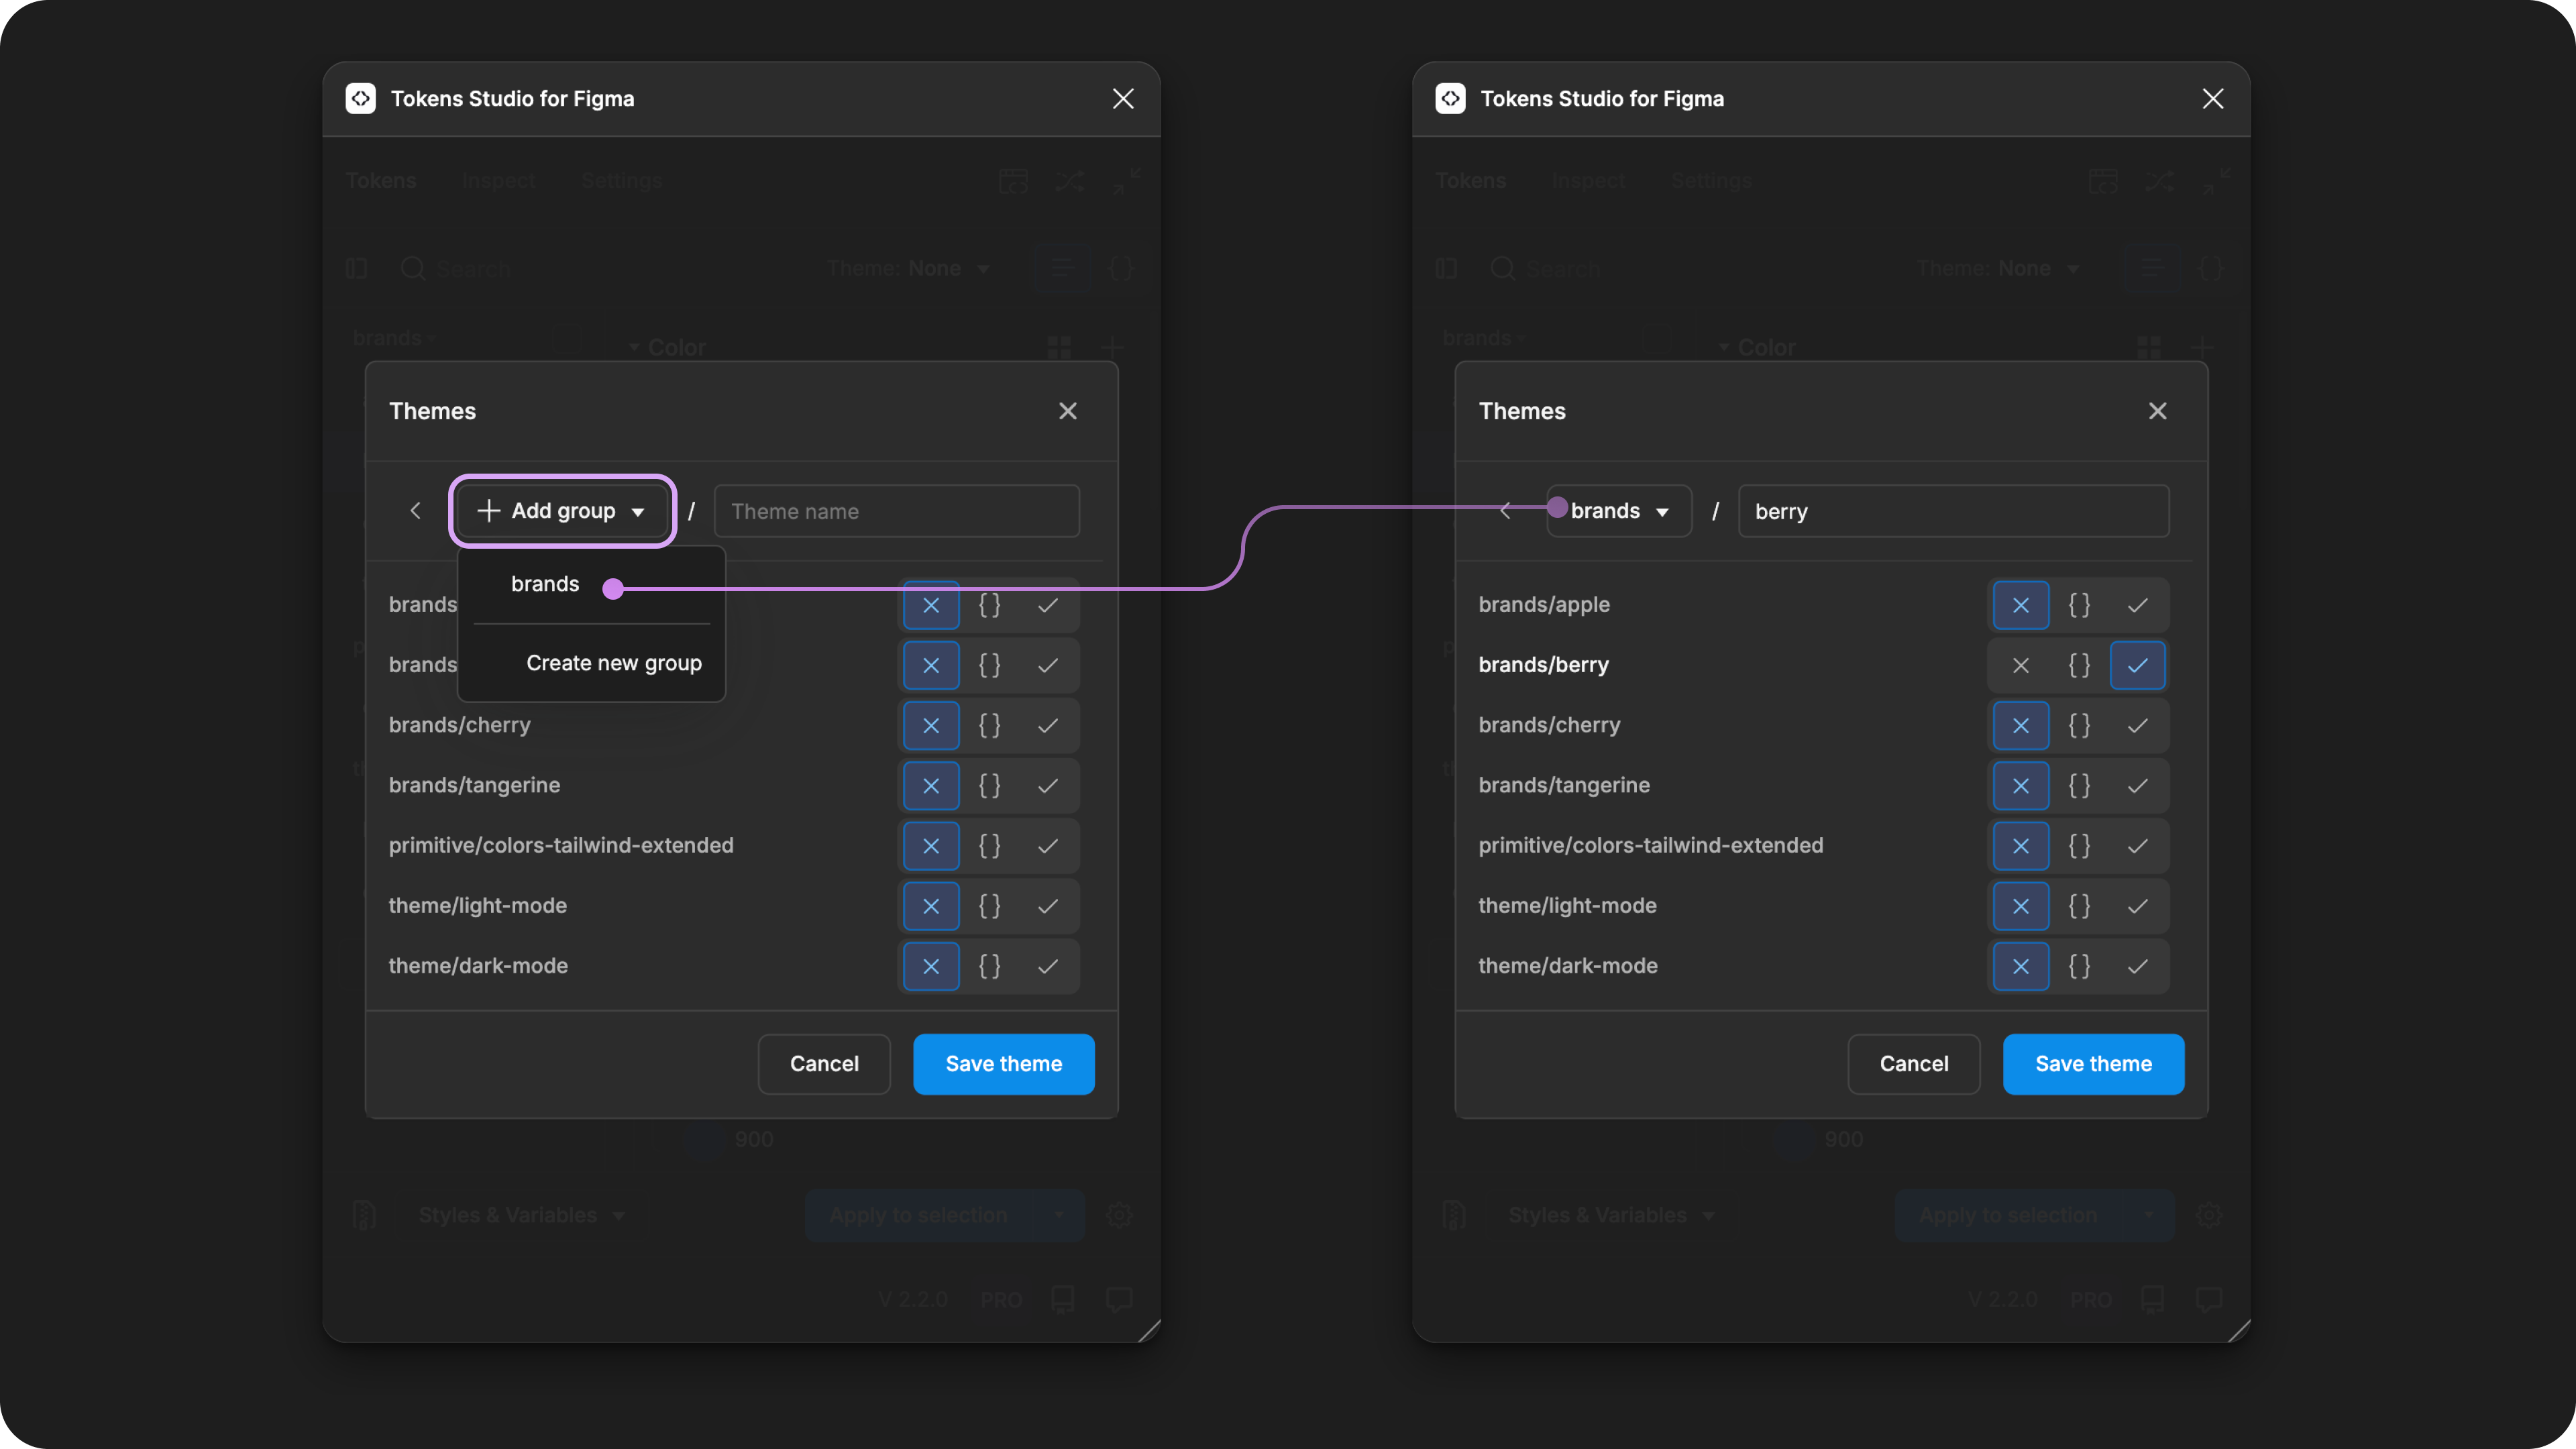 Tokens Studio for Figma
Tokens Inspect Settings
Search Theme: None
brands Color
Themes
Add group / Theme name
brands
Create new group
brands
brands
brands/cherry
brands/tangerine
primitive/colors-tailwind-extended
theme/light-mode
theme/dark-mode
Cancel Save theme
900
Styles & Variables Apply to selection
V 2.2.0 PRO
Tokens Studio for Figma
Tokens Inspect Settings
Search Theme: None
brands Color
Themes
brands / berry
brands/apple
brands/berry
brands/cherry
brands/tangerine
primitive/colors-tailwind-extended
theme/light-mode
theme/dark-mode
Cancel Save theme
900
Styles & Variables Apply to selection
V 2.2.0 PRO